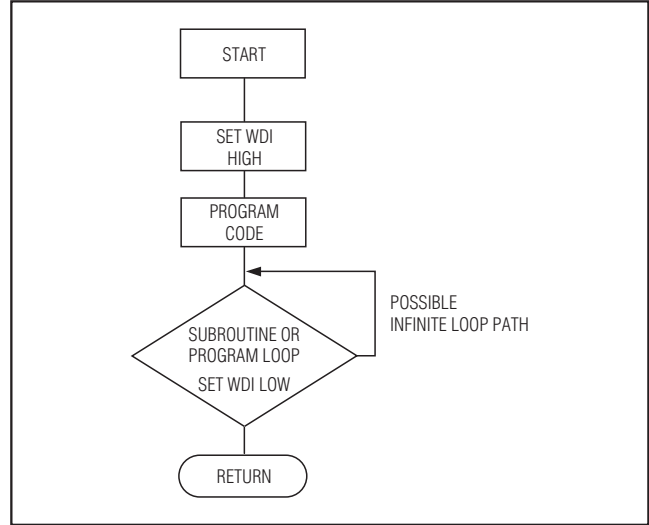 START
SET WDI
HIGH
PROGRAM
CODE
POSSIBLE
INFINITE LOOP PATH
SUBROUTINE OR
PROGRAM LOOP
SET WDI LOW
RETURN